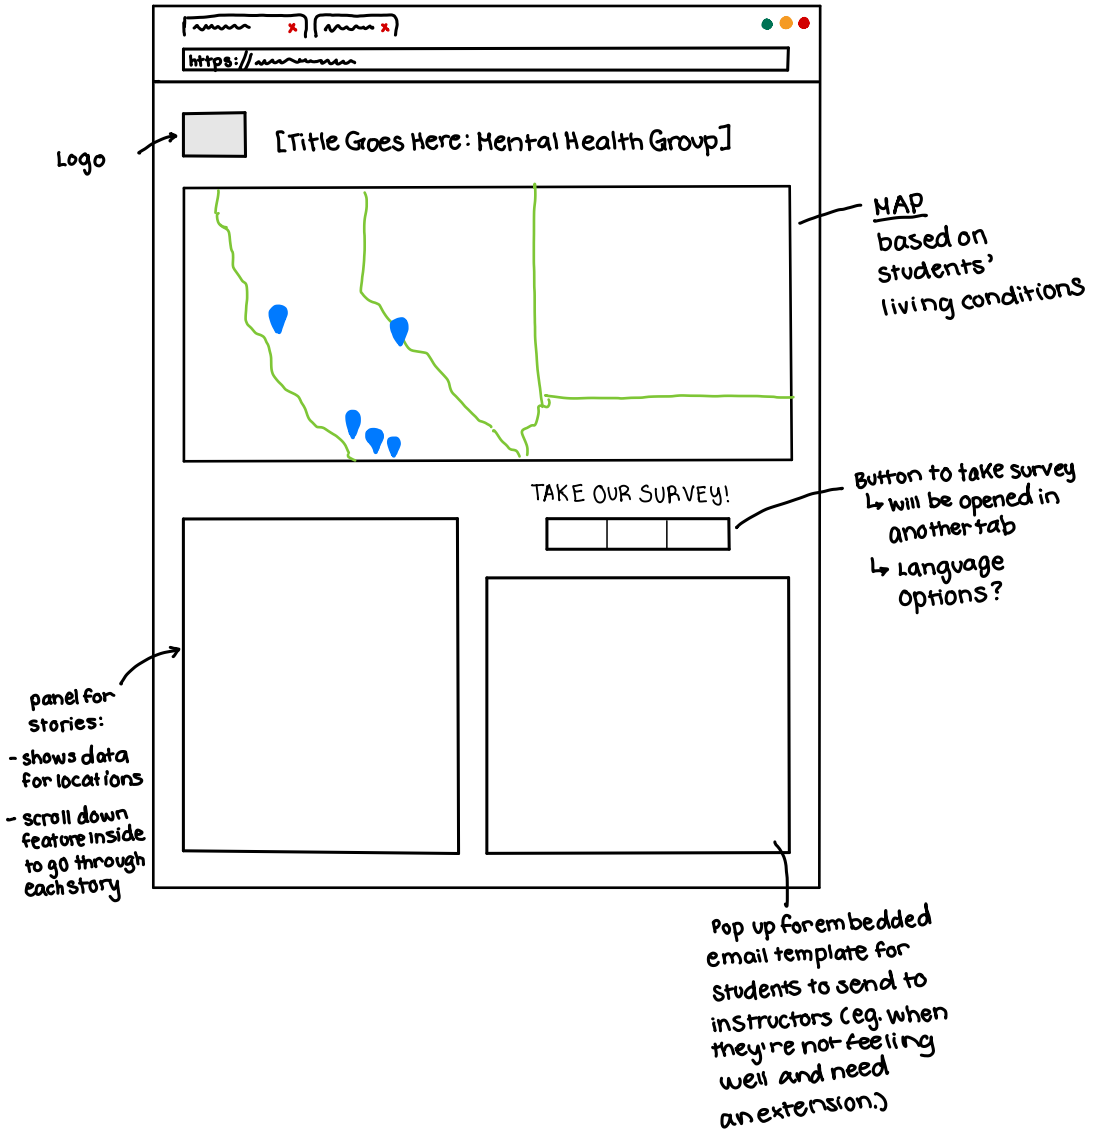 https://
Logo
[Title Goes Here: Mental Health Group]
MAP
based on
students'
living conditions
TAKE OUR SURVEY!
Button to take survey
↳ will be opened in
another tab
↳ Language
Options?
panel for
stories:
- shows data
for locations
- scroll down
feature inside
to go through
each story
Pop up for embedded
email template for
students to send to
instructors (eg. when
they're not feeling
well and need
an extension.)